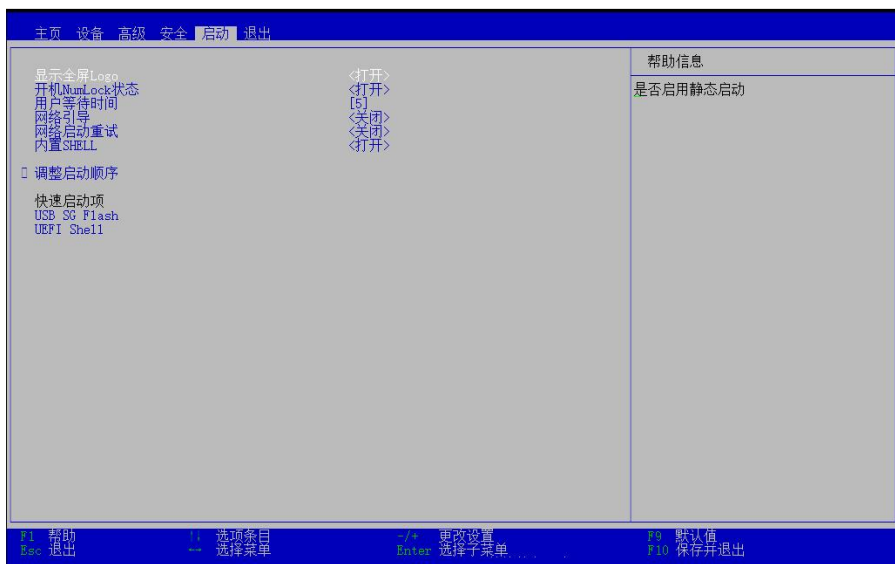 主页 设备 高级 安全 启动 退出
帮助信息
显示全屏Logo <打开>
是否启用静态启动
开机NumLock状态 <打开>
用户等待时间 [5]
网络引导 <关闭>
网络启动重试 <关闭>
内置SHELL <打开>
调整启动顺序
快速启动项
USB SG Flash
UEFI Shell
F1 帮助 ↑↓ 选项条目 -/+ 更改设置 F9 默认值
Esc 退出 ←→ 选择菜单 Enter 选择子菜单 F10 保存并退出